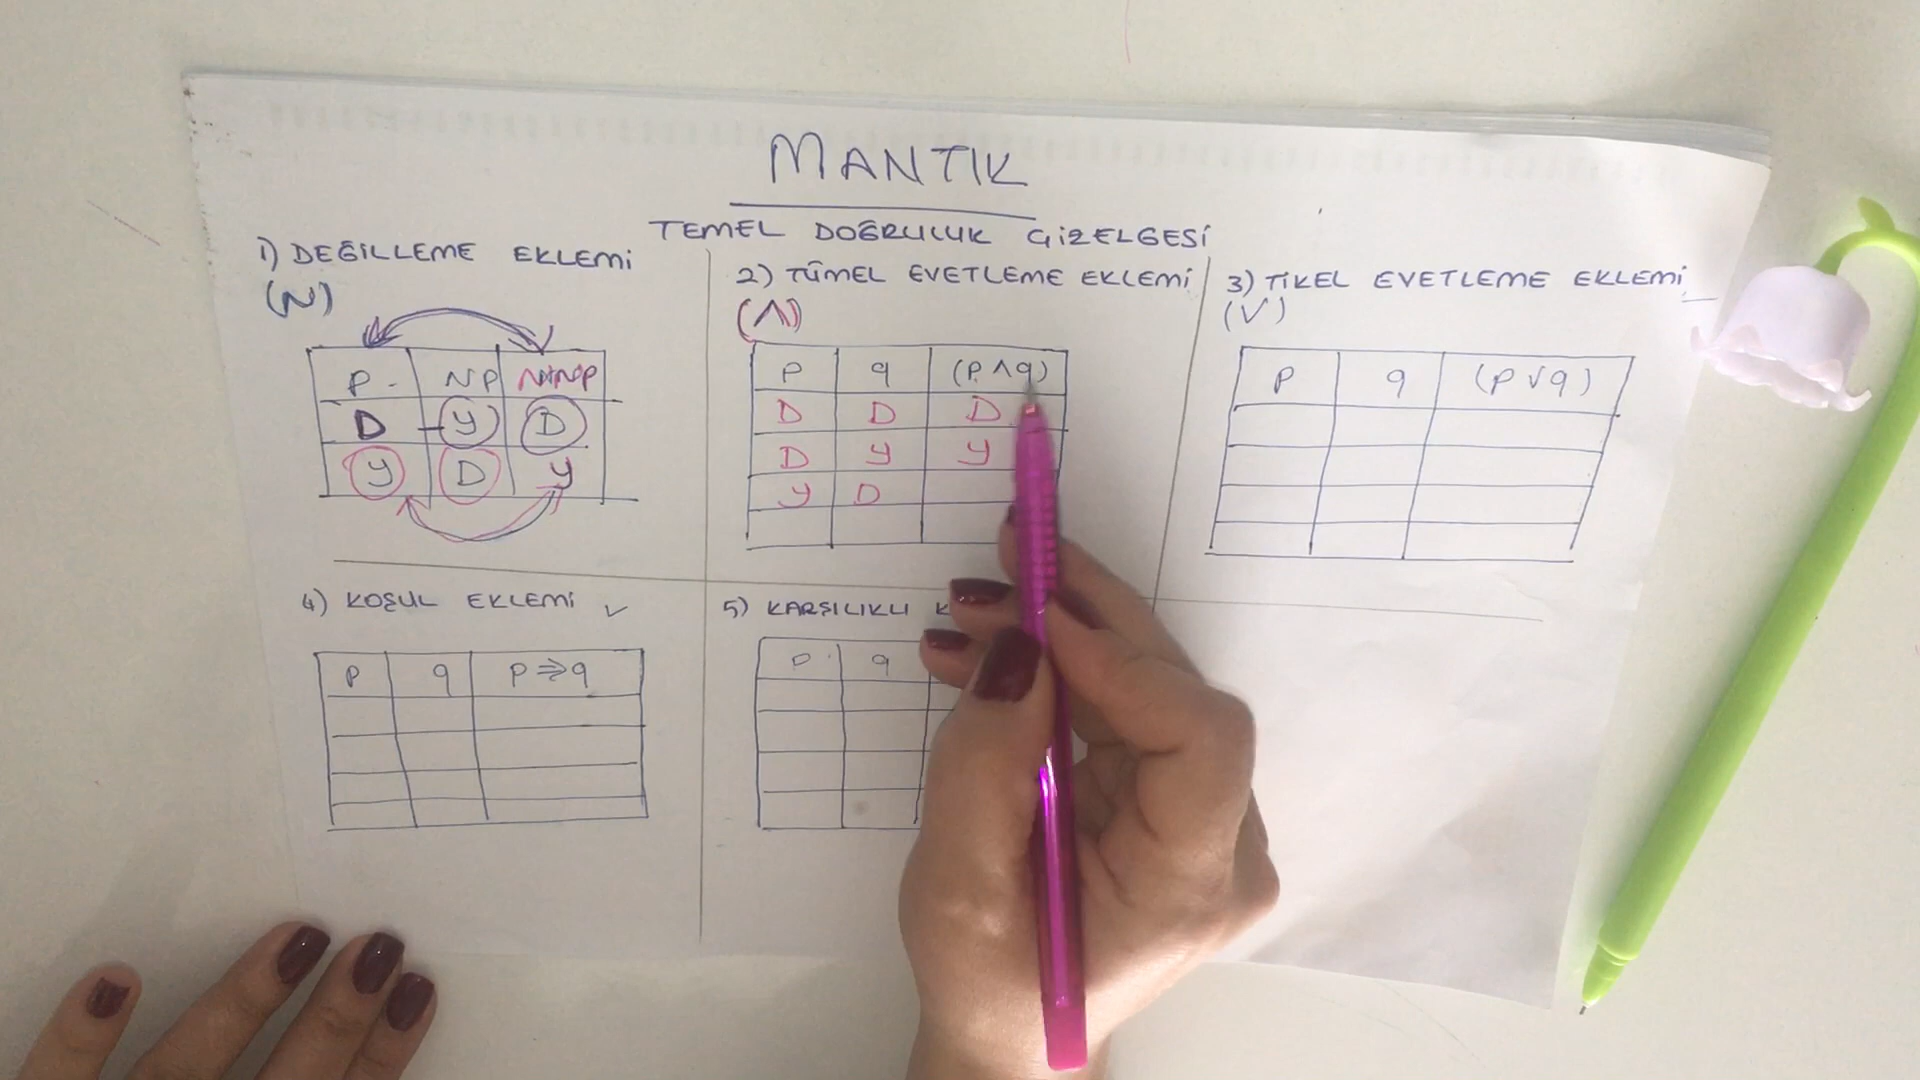 MANTIK
TEMEL DOĞRULUK ÇİZELGESİ
1) DEĞİLLEME EKLEMİ
(N)
P NP
D Y D
Y D Y
2) TÜMEL EVETLEME EKLEMİ
(Λ)
P q (P Λ q)
D D D
D Y Y
Y D
3) TİKEL EVETLEME EKLEMİ
(V)
P q (P V q)
4) KOŞUL EKLEMİ
P q P ⇒ q
5) KARŞILIKLI
P q